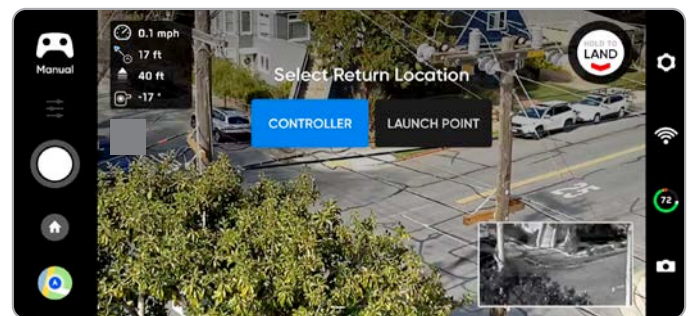 Manual
0.1 mph
17 ft
40 ft
-17 °
Select Return Location
CONTROLLER
LAUNCH POINT
HOLD TO
LAND
72